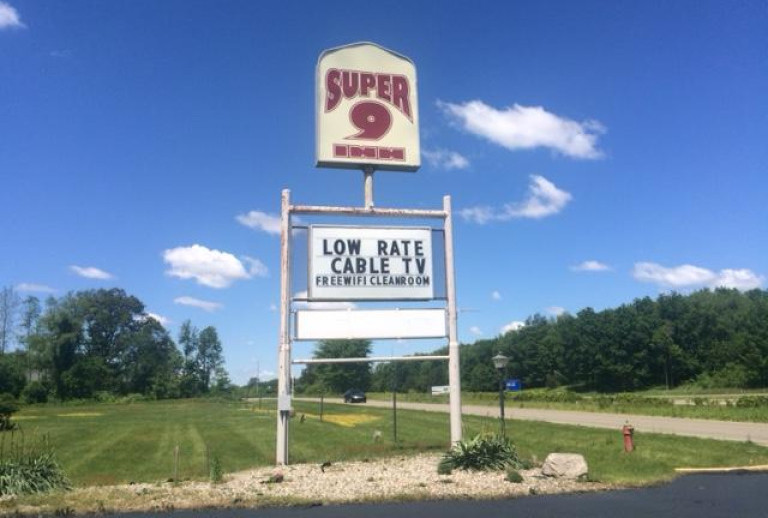 SUPER
9
INN
LOW RATE
CABLE TV
FREEWIFI CLEANROOM